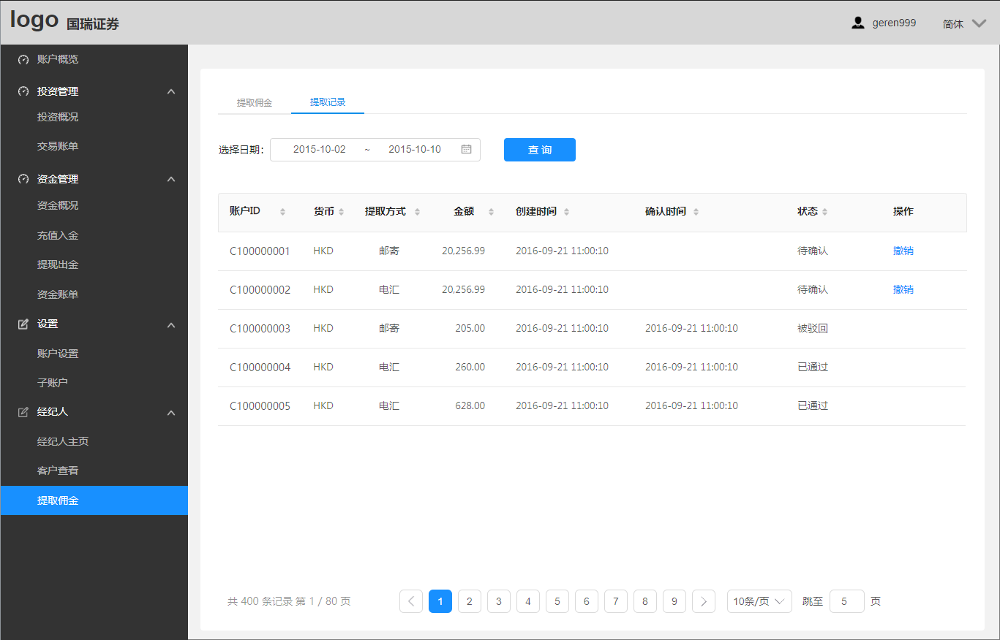 logo 国瑞证券
geren999 简体
账户概览
投资管理
投资概况
交易账单
资金管理
资金概况
充值入金
提现出金
资金账单
设置
账户设置
子账户
经纪人
经纪人主页
客户查看
提取佣金
提取佣金 提取记录
选择日期： 2015-10-02 ~ 2015-10-10 查 询
账户ID 货币 提取方式 金额 创建时间 确认时间 状态 操作
C100000001 HKD 邮寄 20,256.99 2016-09-21 11:00:10 待确认 撤销
C100000002 HKD 电汇 20,256.99 2016-09-21 11:00:10 待确认 撤销
C100000003 HKD 邮寄 205.00 2016-09-21 11:00:10 2016-09-21 11:00:10 被驳回
C100000004 HKD 电汇 260.00 2016-09-21 11:00:10 2016-09-21 11:00:10 已通过
C100000005 HKD 电汇 628.00 2016-09-21 11:00:10 2016-09-21 11:00:10 已通过
共 400 条记录 第 1 / 80 页 1 2 3 4 5 6 7 8 9 10条/页 跳至 5 页